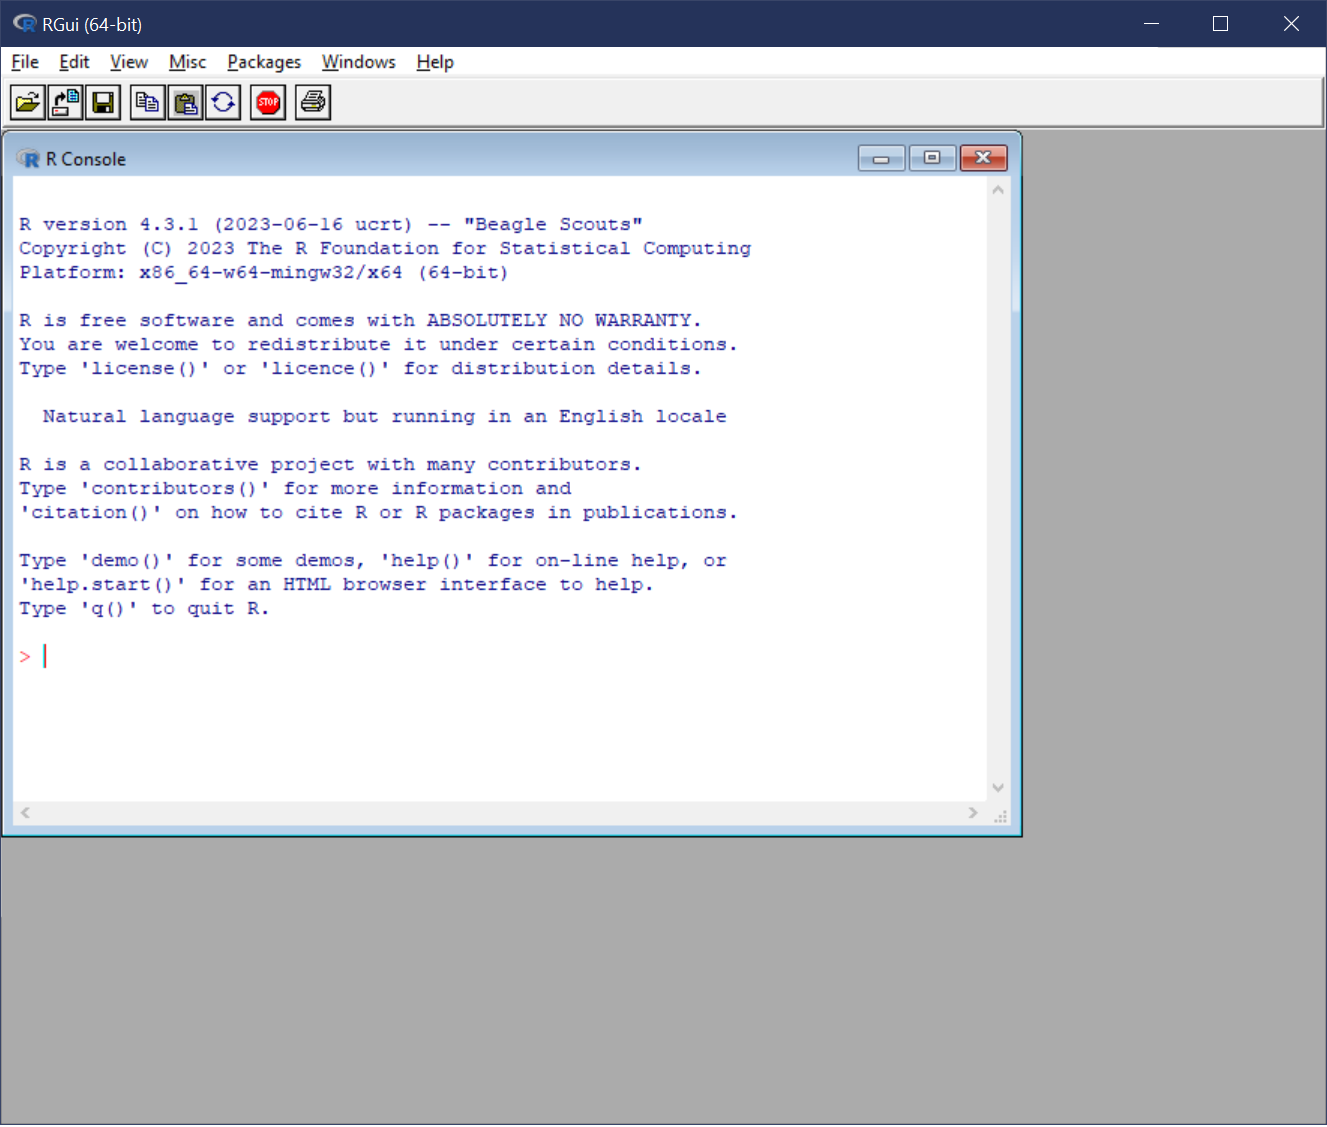 RGui (64-bit)
File Edit View Misc Packages Windows Help
STOP
R Console
R version 4.3.1 (2023-06-16 ucrt) -- "Beagle Scouts"
Copyright (C) 2023 The R Foundation for Statistical Computing
Platform: x86_64-w64-mingw32/x64 (64-bit)
R is free software and comes with ABSOLUTELY NO WARRANTY.
You are welcome to redistribute it under certain conditions.
Type 'license()' or 'licence()' for distribution details.
Natural language support but running in an English locale
R is a collaborative project with many contributors.
Type 'contributors()' for more information and
'citation()' on how to cite R or R packages in publications.
Type 'demo()' for some demos, 'help()' for on-line help, or
'help.start()' for an HTML browser interface to help.
Type 'q()' to quit R.
>